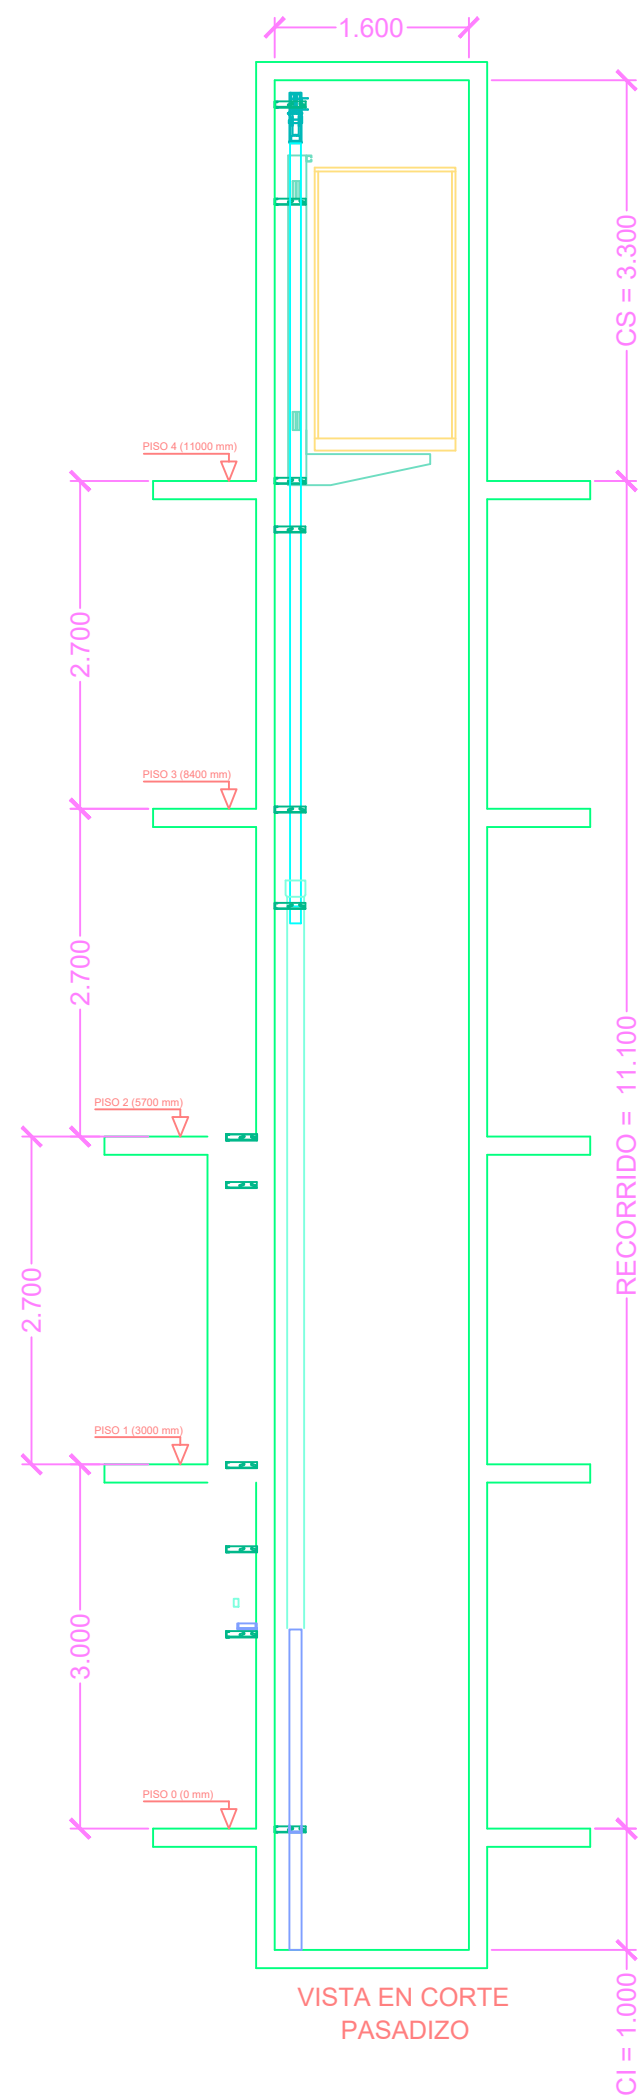 1.600
CS = 3.300
PISO 4 (11000 mm)
2.700
PISO 3 (8400 mm)
2.700
RECORRIDO = 11.100
PISO 2 (5700 mm)
2.700
PISO 1 (3000 mm)
3.000
PISO 0 (0 mm)
CI = 1.000
VISTA EN CORTE
PASADIZO